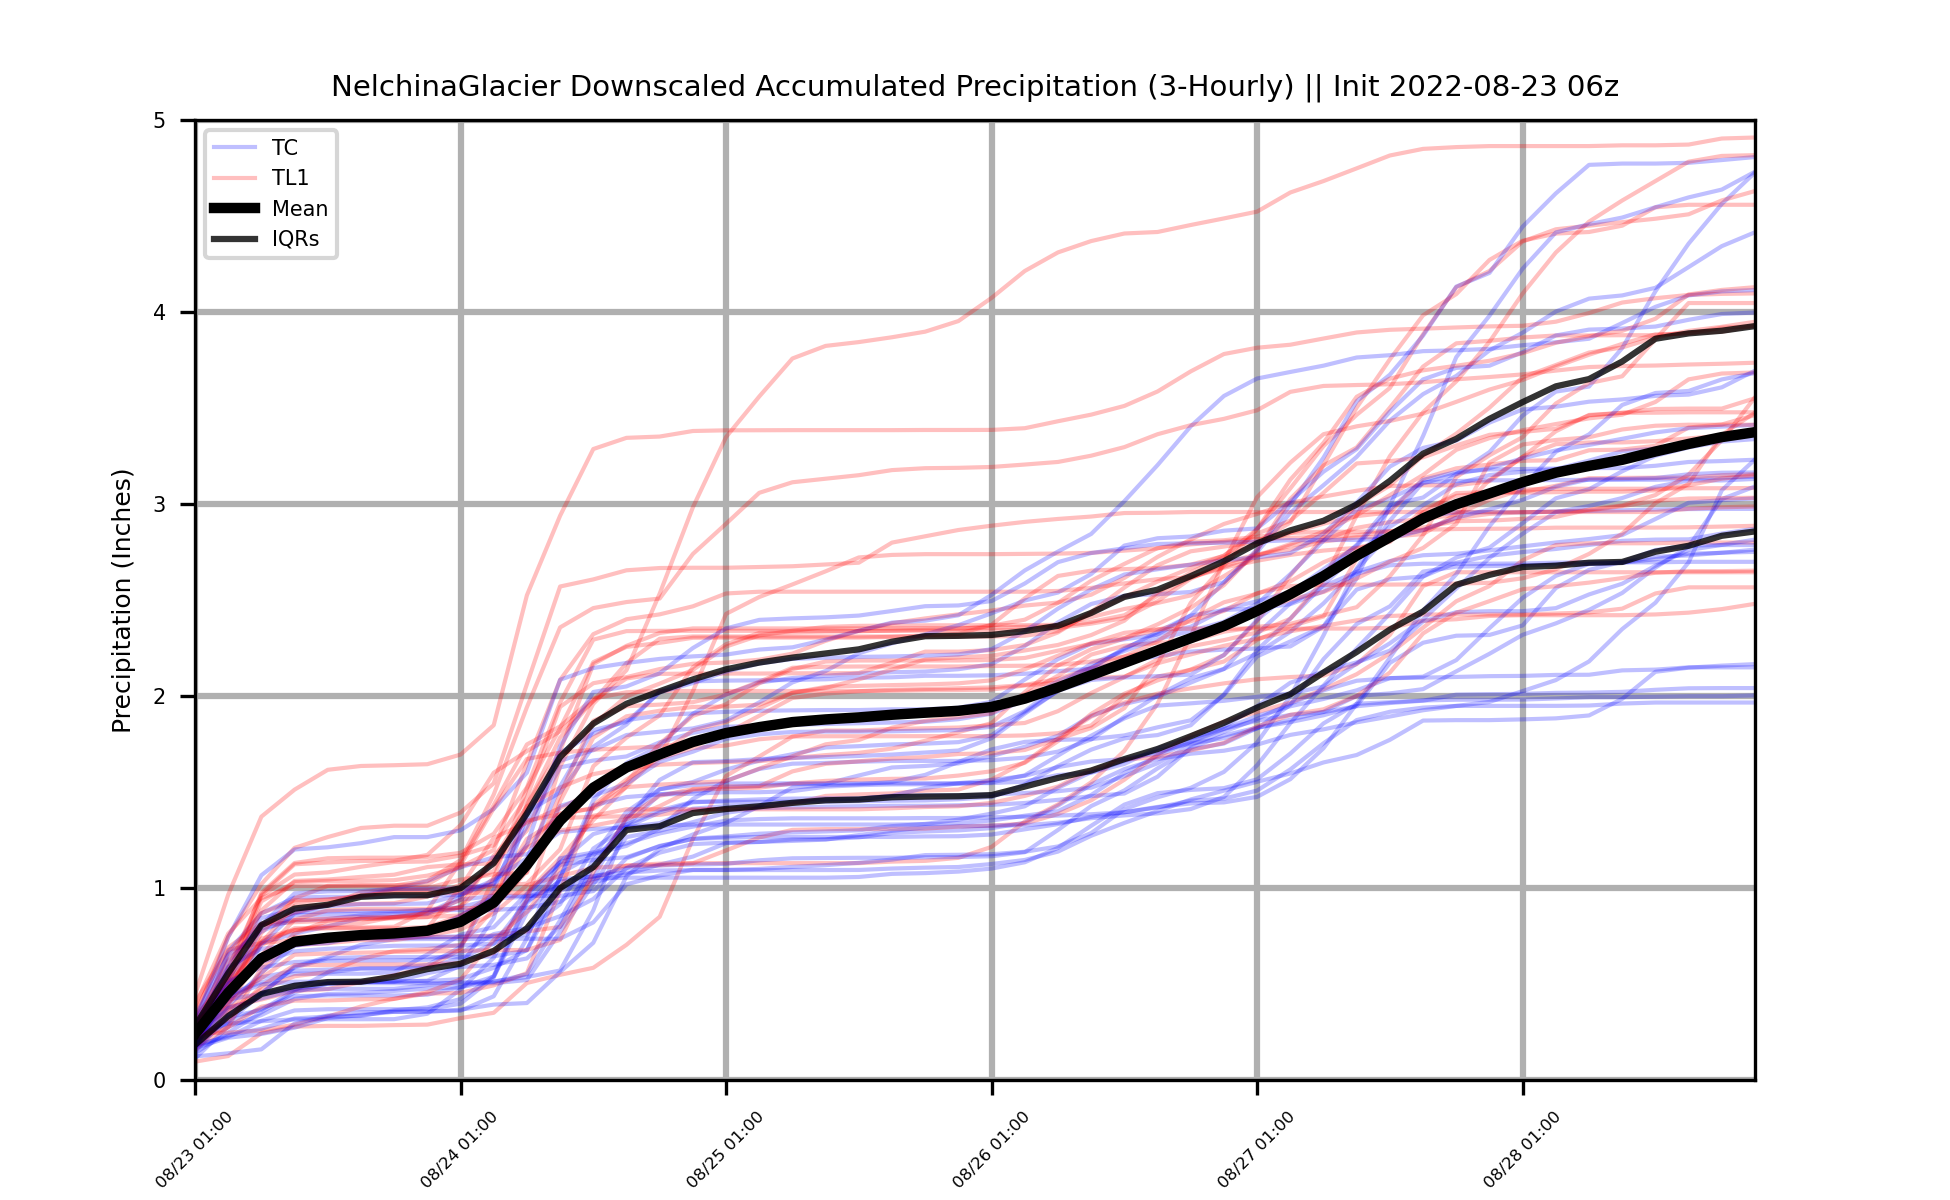 NelchinaGlacier Downscaled Accumulated Precipitation (3-Hourly) || Init 2022-08-23 06z
Precipitation (Inches)
5
4
3
2
1
0
TC
TL1
Mean
IQRs
08/23 01:00
08/24 01:00
08/25 01:00
08/26 01:00
08/27 01:00
08/28 01:00